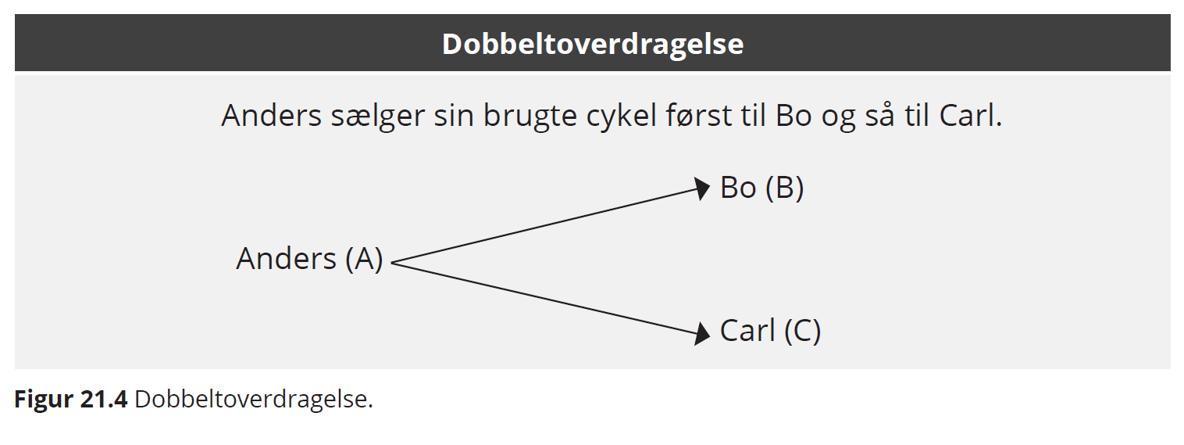 Dobbeltoverdragelse
Anders sælger sin brugte cykel først til Bo og så til Carl.
Bo (B)
Anders (A)
Carl (C)
Figur 21.4 Dobbeltoverdragelse.